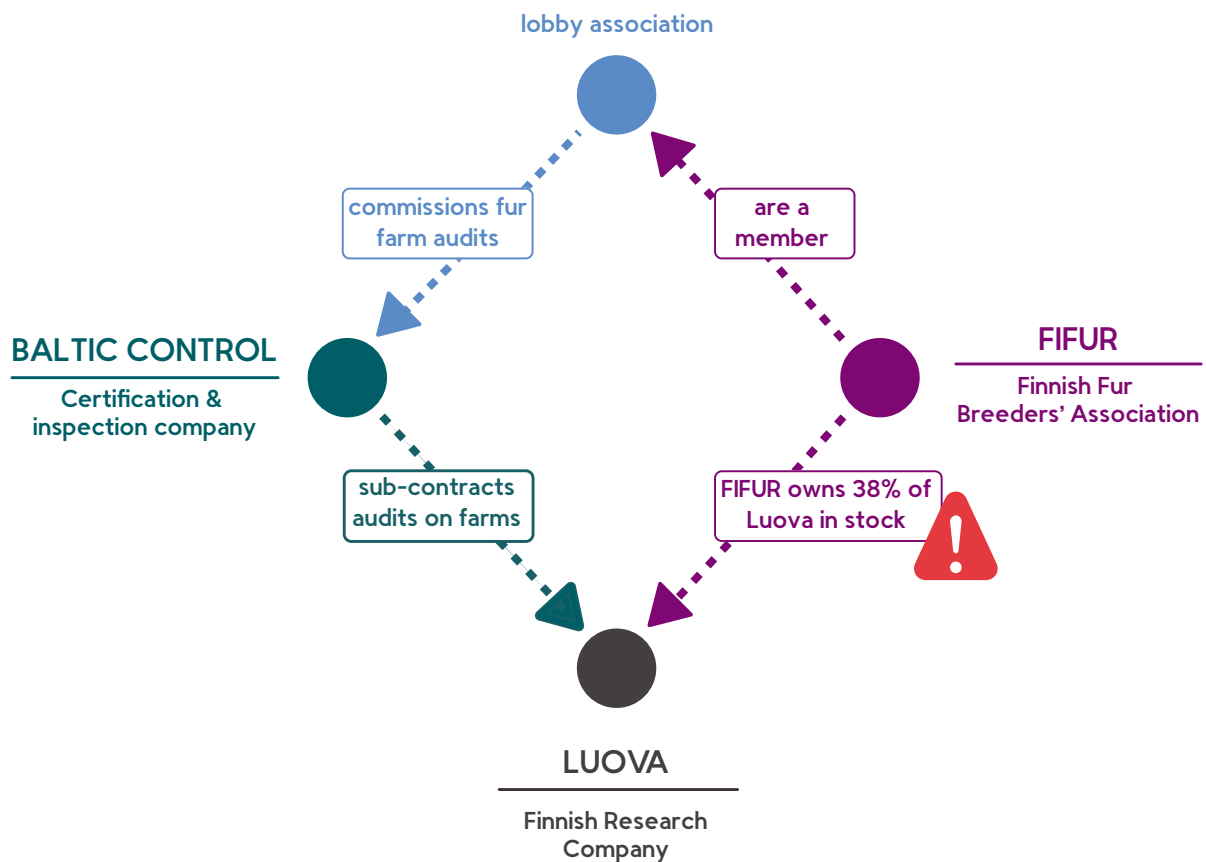 lobby association
commissions fur
farm audits
are a
member
BALTIC CONTROL
Certification &
inspection company
FIFUR
Finnish Fur
Breeders' Association
sub-contracts
audits on farms
FIFUR owns 38% of
Luova in stock
!
LUOVA
Finnish Research
Company